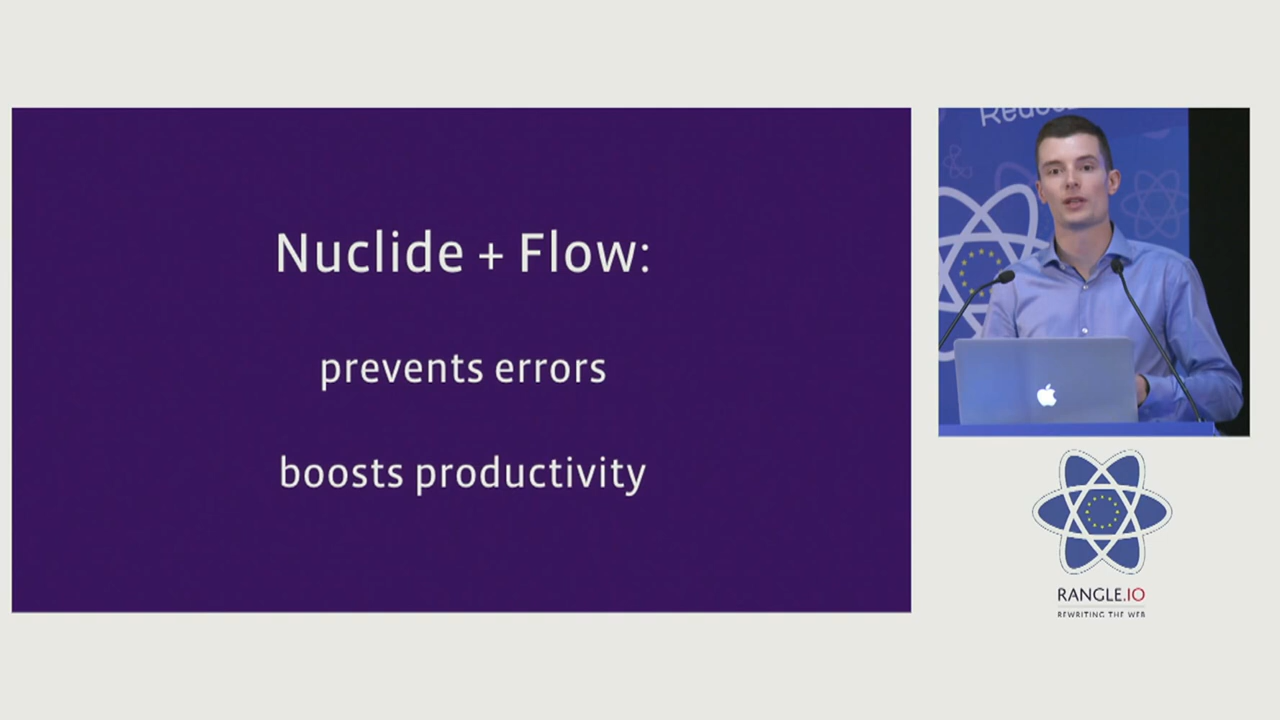 Nuclide + Flow:
prevents errors
boosts productivity
RANGLE.IO
REWRITING THE WEB